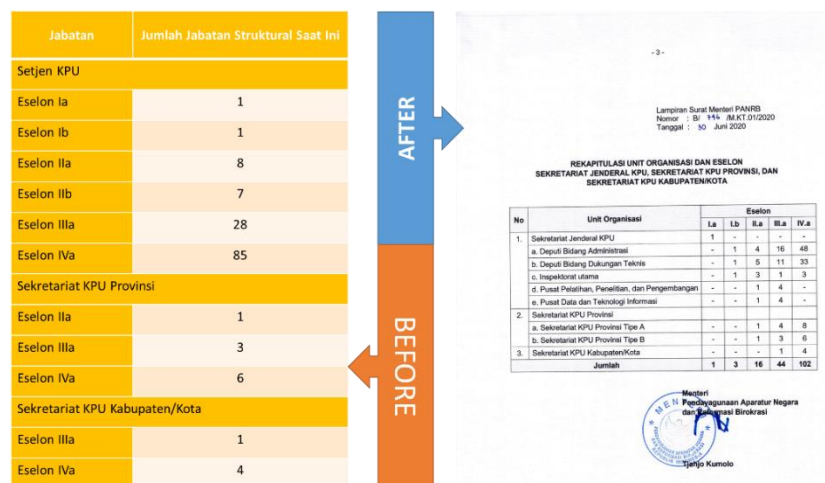 Jabatan Jumlah Jabatan Struktural Saat Ini
Setjen KPU
Eselon Ia 1
Eselon Ib 1
Eselon IIa 8
Eselon IIb 7
Eselon IIIa 28
Eselon IVa 85
Sekretariat KPU Provinsi
Eselon IIa 1
Eselon IIIa 3
Eselon IVa 6
Sekretariat KPU Kabupaten/Kota
Eselon IIIa 1
Eselon IVa 4
AFTER
BEFORE
- 3 -
Lampiran Surat Menteri PANRB
Nomor : B/ 796 /M.KT.01/2020
Tanggal : 30 Juni 2020
REKAPITULASI UNIT ORGANISASI DAN ESELON
SEKRETARIAT JENDERAL KPU, SEKRETARIAT KPU PROVINSI, DAN
SEKRETARIAT KPU KABUPATEN/KOTA
No Unit Organisasi Eselon
I.a I.b II.a III.a IV.a
1. Sekretariat Jenderal KPU 1 - - - -
a. Deputi Bidang Administrasi - 1 4 16 48
b. Deputi Bidang Dukungan Teknis - 1 5 11 33
c. Inspektorat utama - 1 3 1 3
d. Pusat Pelatihan, Penelitian, dan Pengembangan - - 1 4 -
e. Pusat Data dan Teknologi Informasi - - 1 4 -
2. Sekretariat KPU Provinsi
a. Sekretariat KPU Provinsi Tipe A - - 1 4 8
b. Sekretariat KPU Provinsi Tipe B - - 1 3 6
3. Sekretariat KPU Kabupaten/Kota - - - 1 4
Jumlah 1 3 16 44 102
Menteri
Pendayagunaan Aparatur Negara
dan Reformasi Birokrasi
Tjahjo Kumolo